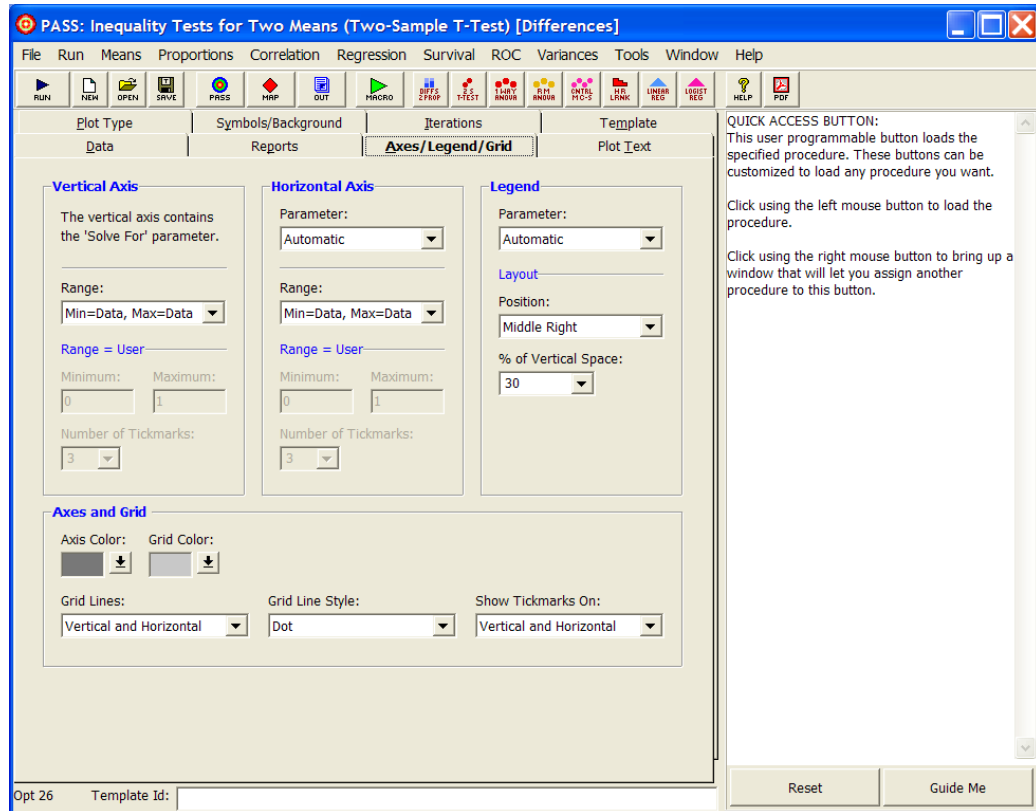 PASS: Inequality Tests for Two Means (Two-Sample T-Test) [Differences]
File Run Means Proportions Correlation Regression Survival ROC Variances Tools Window Help
RUN NEW OPEN SAVE PASS MAP OUT MACRO DIFFS 2 PROP 2 S T-TEST 1 WAY ANOVA R M ANOVA CNTRL MC-S HR LRNK LINEAR REG LOGIST REG HELP PDF
Plot Type Symbols/Background Iterations Template
Data Reports Axes/Legend/Grid Plot Text
Vertical Axis
The vertical axis contains
the 'Solve For' parameter.
Range:
Min=Data, Max=Data
Range = User
Minimum: Maximum:
0 1
Number of Tickmarks:
3
Horizontal Axis
Parameter:
Automatic
Range:
Min=Data, Max=Data
Range = User
Minimum: Maximum:
0 1
Number of Tickmarks:
3
Legend
Parameter:
Automatic
Layout
Position:
Middle Right
% of Vertical Space:
30
Axes and Grid
Axis Color: Grid Color:
Grid Lines: Grid Line Style: Show Tickmarks On:
Vertical and Horizontal Dot Vertical and Horizontal
QUICK ACCESS BUTTON:
This user programmable button loads the
specified procedure. These buttons can be
customized to load any procedure you want.
Click using the left mouse button to load the
procedure.
Click using the right mouse button to bring up a
window that will let you assign another
procedure to this button.
Opt 26 Template Id:
Reset Guide Me